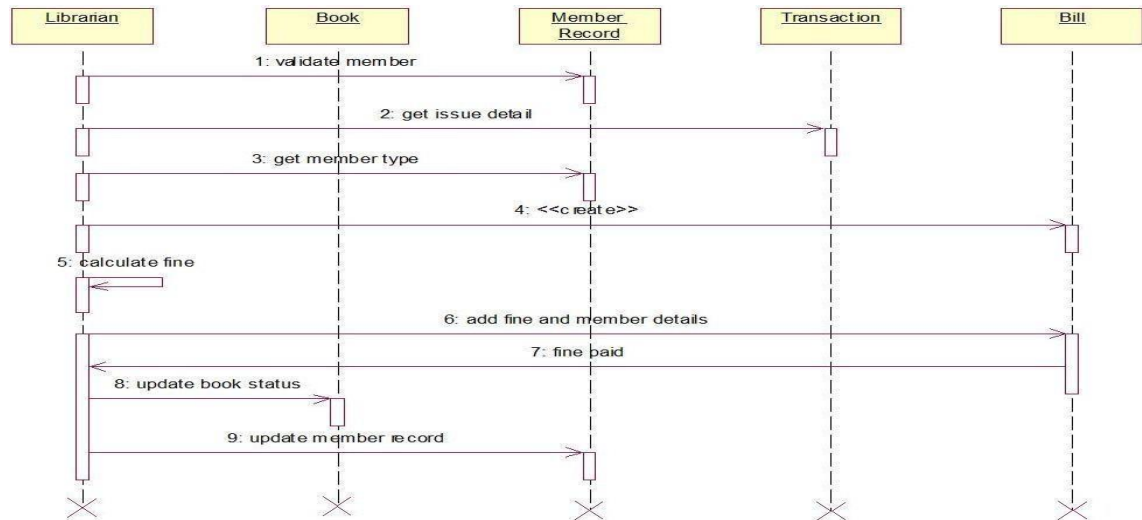 Librarian
Book
Member
Record
Transaction
Bill
1: validate member
2: get issue detail
3: get member type
4: <<create>>
5: calculate fine
6: add fine and member details
7: fine paid
8: update book status
9: update member record